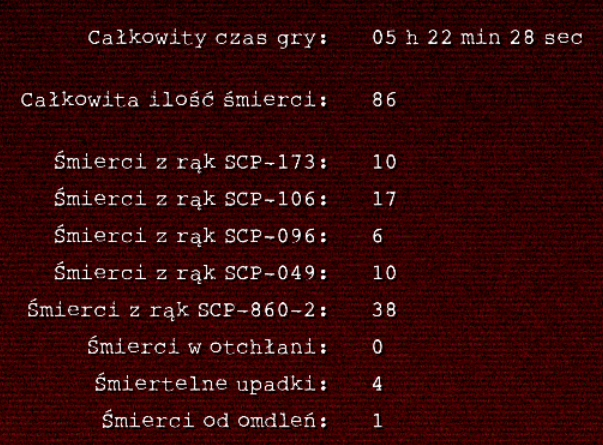 Całkowity czas gry: 05 h 22 min 28 sec
Całkowita ilość śmierci: 86
Śmierci z rąk SCP-173: 10
Śmierci z rąk SCP-106: 17
Śmierci z rąk SCP-096: 6
Śmierci z rąk SCP-049: 10
Śmierci z rąk SCP-860-2: 38
Śmierci w otchłani: 0
Śmiertelne upadki: 4
Śmierci od omdleń: 1